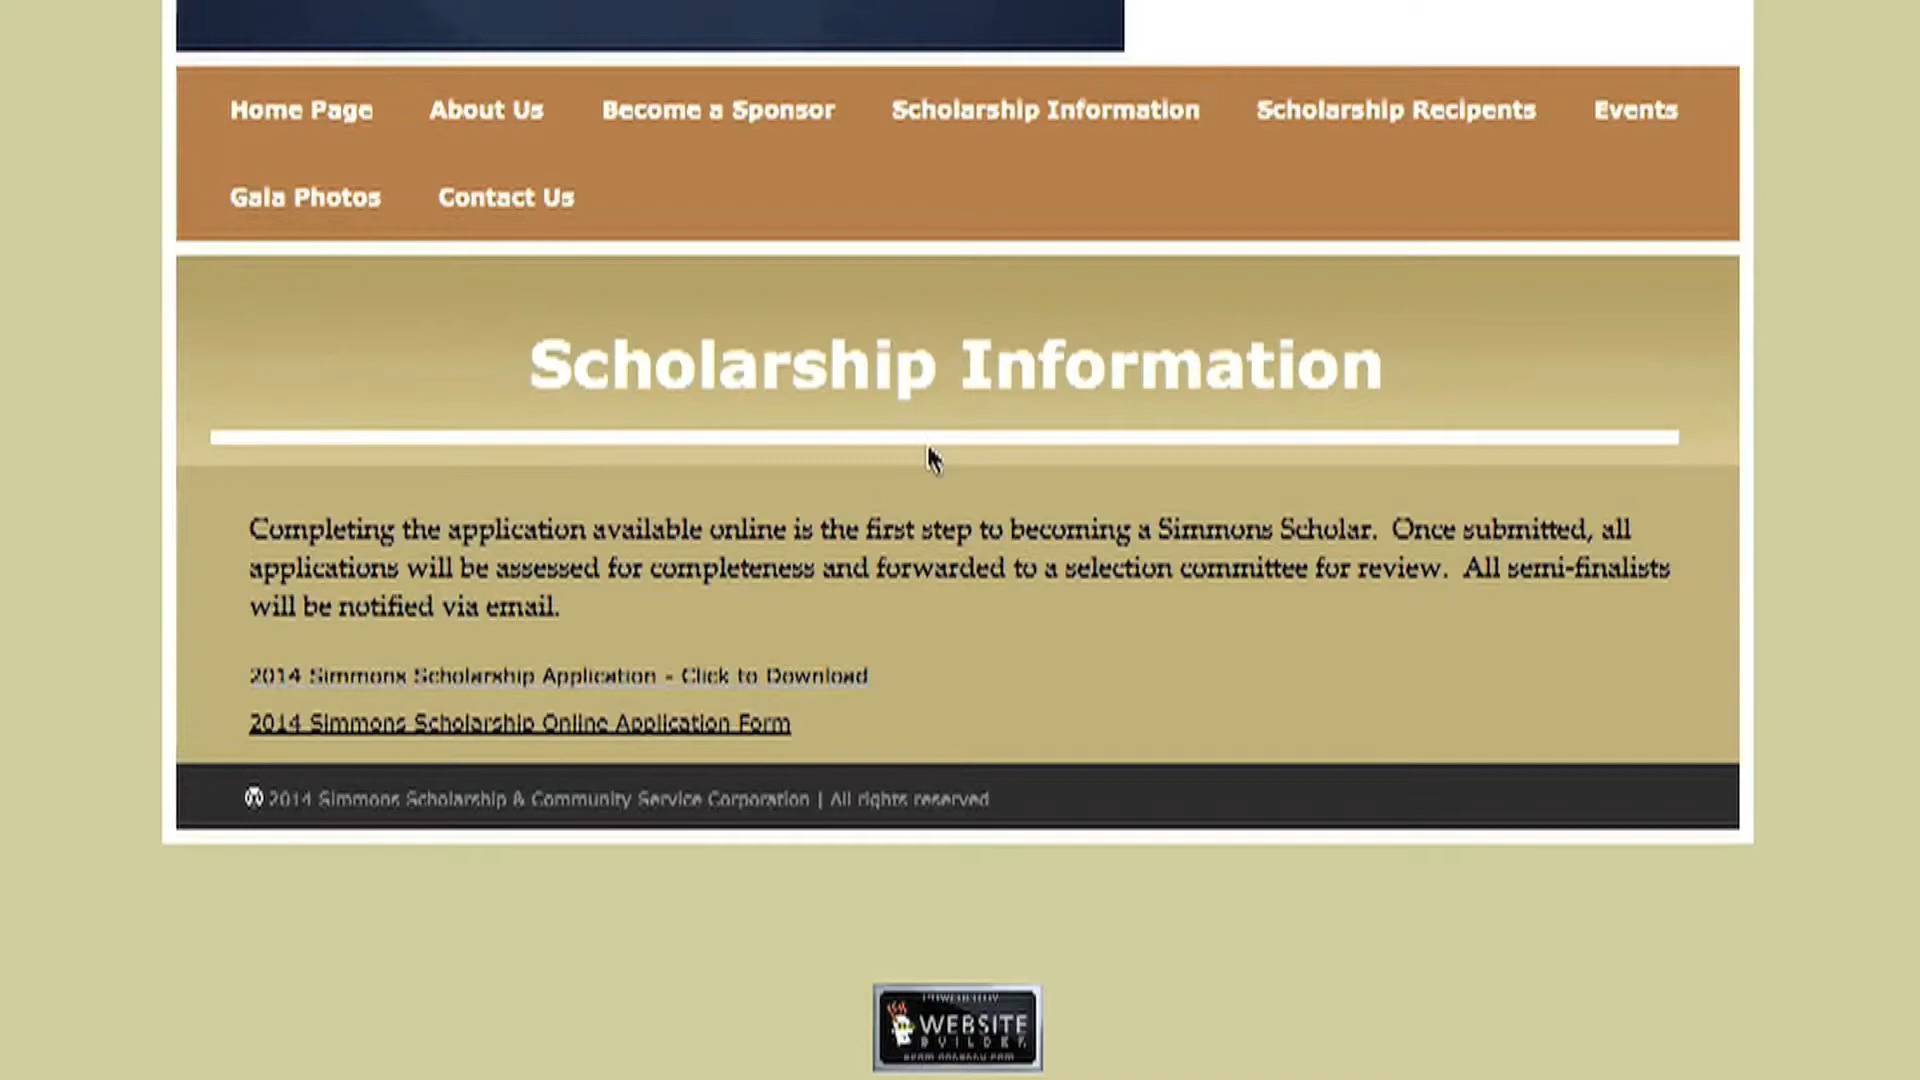 Home Page About Us Become a Sponsor Scholarship Information Scholarship Recipents Events
Gala Photos Contact Us
Scholarship Information
Completing the application available online is the first step to becoming a Simmons Scholar. Once submitted, all
applications will be assessed for completeness and forwarded to a selection committee for review. All semi-finalists
will be notified via email.
2014 Simmons Scholarship Application - Click to Download
2014 Simmons Scholarship Online Application Form
© 2014 Simmons Scholarship & Community Service Corporation | All rights reserved
POWERED BY
WEBSITE
BUILDER